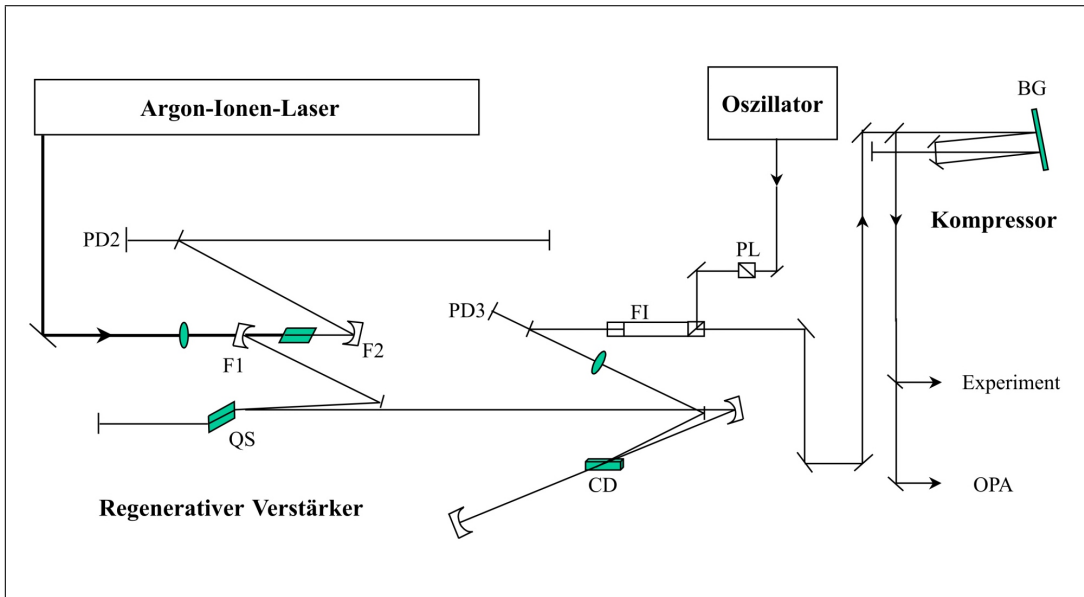 Argon-Ionen-Laser
Oszillator
BG
Kompressor
PD2
PL
PD3
FI
F1
F2
QS
CD
Experiment
OPA
Regenerativer Verstärker